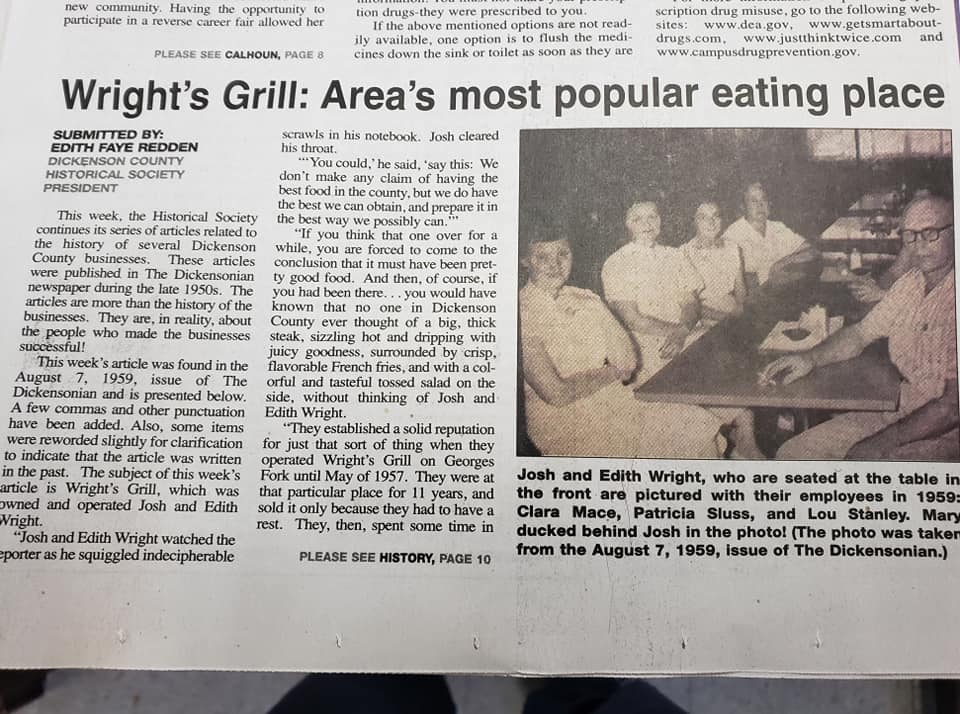 new community. Having the opportunity to
participate in a reverse career fair allowed her
PLEASE SEE CALHOUN, PAGE 8
tion drugs-they were prescribed to you.
If the above mentioned options are not read-
ily available, one option is to flush the medi-
cines down the sink or toilet as soon as they are
scription drug misuse, go to the following web-
sites: www.dea.gov, www.getsmartabout-
drugs.com, www.justthinktwice.com and
www.campusdrugprevention.gov.
Wright's Grill: Area's most popular eating place
SUBMITTED BY:
EDITH FAYE REDDEN
DICKENSON COUNTY
HISTORICAL SOCIETY
PRESIDENT
This week, the Historical Society
continues its series of articles related to
the history of several Dickenson
County businesses. These articles
were published in The Dickensonian
newspaper during the late 1950s. The
articles are more than the history of the
businesses. They are, in reality, about
the people who made the businesses
successful!
This week's article was found in the
August 7, 1959, issue of The
Dickensonian and is presented below.
A few commas and other punctuation
have been added. Also, some items
were reworded slightly for clarification
to indicate that the article was written
in the past. The subject of this week's
article is Wright's Grill, which was
owned and operated Josh and Edith
Wright.
"Josh and Edith Wright watched the
eporter as he squiggled indecipherable
scrawls in his notebook. Josh cleared
his throat.
"'You could,' he said, 'say this: We
don't make any claim of having the
best food in the county, but we do have
the best we can obtain, and prepare it in
the best way we possibly can.'"
"If you think that one over for a
while, you are forced to come to the
conclusion that it must have been pret-
ty good food. And then, of course, if
you had been there. . . you would have
known that no one in Dickenson
County ever thought of a big, thick
steak, sizzling hot and dripping with
juicy goodness, surrounded by crisp,
flavorable French fries, and with a col-
orful and tasteful tossed salad on the
side, without thinking of Josh and
Edith Wright.
"They established a solid reputation
for just that sort of thing when they
operated Wright's Grill on Georges
Fork until May of 1957. They were at
that particular place for 11 years, and
sold it only because they had to have a
rest. They, then, spent some time in
PLEASE SEE HISTORY, PAGE 10
Josh and Edith Wright, who are seated at the table in
the front are pictured with their employees in 1959:
Clara Mace, Patricia Sluss, and Lou Stanley. Mary
ducked behind Josh in the photo! (The photo was taken
from the August 7, 1959, issue of The Dickensonian.)